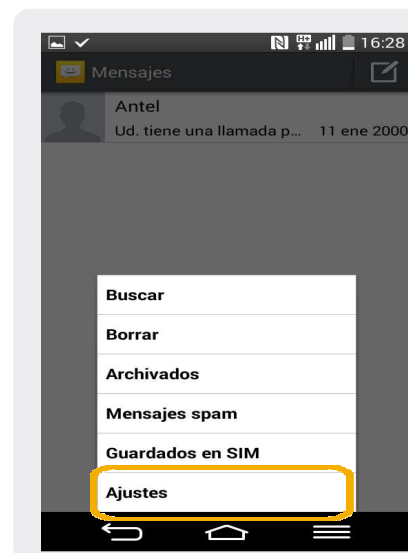 16:28
Mensajes
Antel
Ud. tiene una llamada p... 11 ene 2000
Buscar
Borrar
Archivados
Mensajes spam
Guardados en SIM
Ajustes